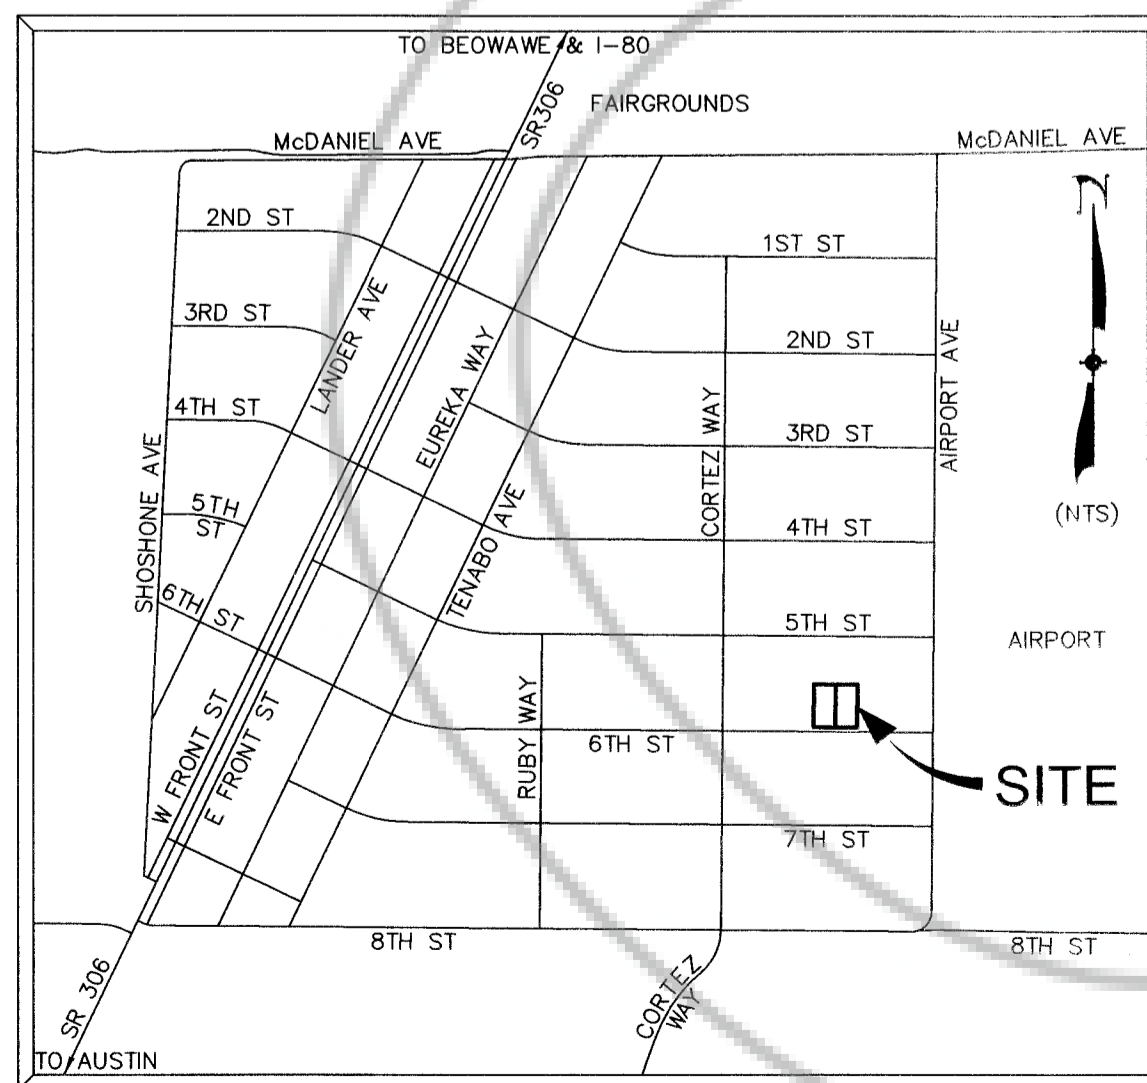 TO BEOWAWE & I-80
SR306
FAIRGROUNDS
McDANIEL AVE
McDANIEL AVE
N
2ND ST
1ST ST
3RD ST
LANDER AVE
2ND ST
AIRPORT AVE
EUREKA WAY
4TH ST
CORTEZ WAY
3RD ST
SHOSHONE AVE
5TH
ST
TENABO AVE
4TH ST
(NTS)
6TH ST
5TH ST
AIRPORT
W FRONT ST
E FRONT ST
RUBY WAY
6TH ST
SITE
7TH ST
8TH ST
8TH ST
SR 306
CORTEZ
WAY
TO AUSTIN